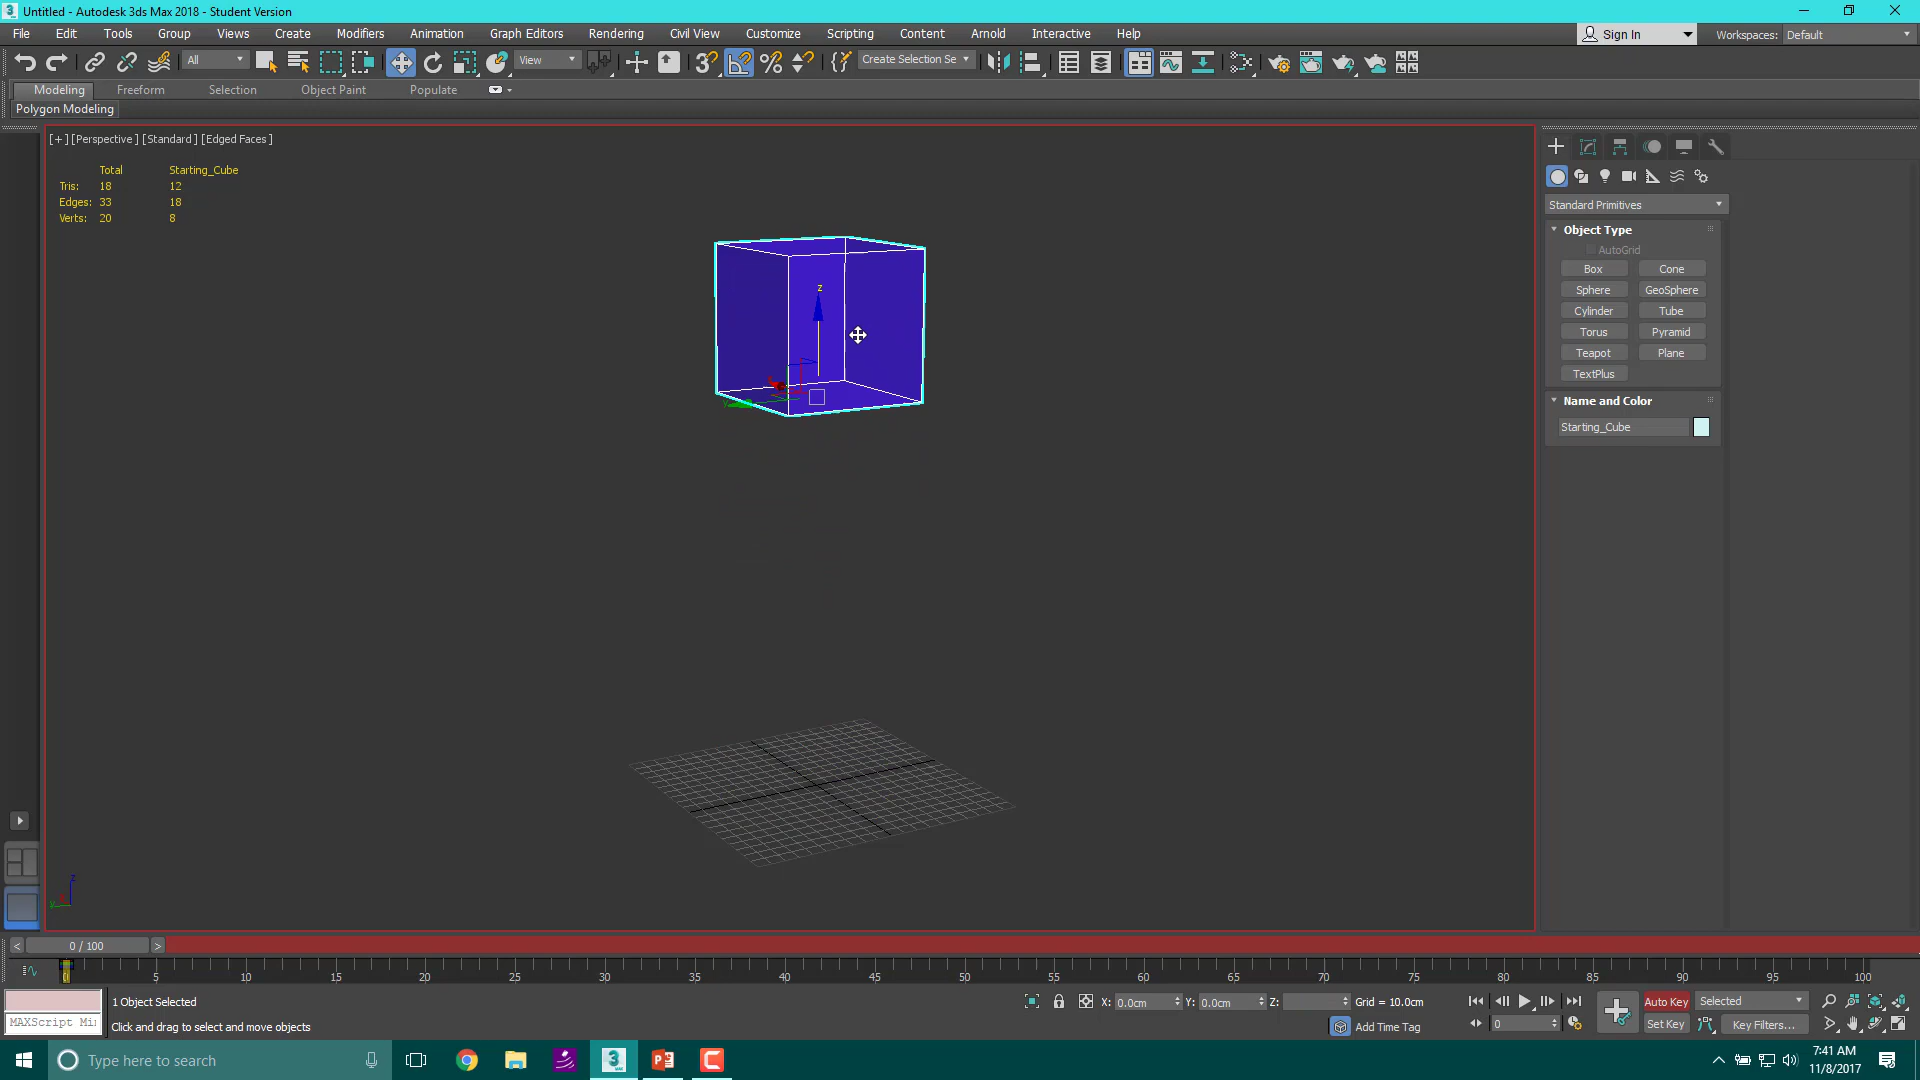 Untitled - Autodesk 3ds Max 2018 - Student Version
File Edit Tools Group Views Create Modifiers Animation Graph Editors Rendering Civil View Customize Scripting Content Arnold Interactive Help Sign In Workspaces: Default
All View Create Selection Se
Modeling Freeform Selection Object Paint Populate
Polygon Modeling
[+] [Perspective] [Standard] [Edged Faces]
Total Starting_Cube
Tris: 18 12
Edges: 33 18
Verts: 20 8
z
y
z
y
Standard Primitives
Object Type
AutoGrid
Box Cone
Sphere GeoSphere
Cylinder Tube
Torus Pyramid
Teapot Plane
TextPlus
Name and Color
Starting_Cube
< 0 / 100 >
0 5 10 15 20 25 30 35 40 45 50 55 60 65 70 75 80 85 90 95 100
1 Object Selected X: 0.0cm Y: 0.0cm Z: Grid = 10.0cm Auto Key Selected
MAXScript Mi Click and drag to select and move objects Add Time Tag 0 Set Key Key Filters...
Type here to search
7:41 AM
11/8/2017